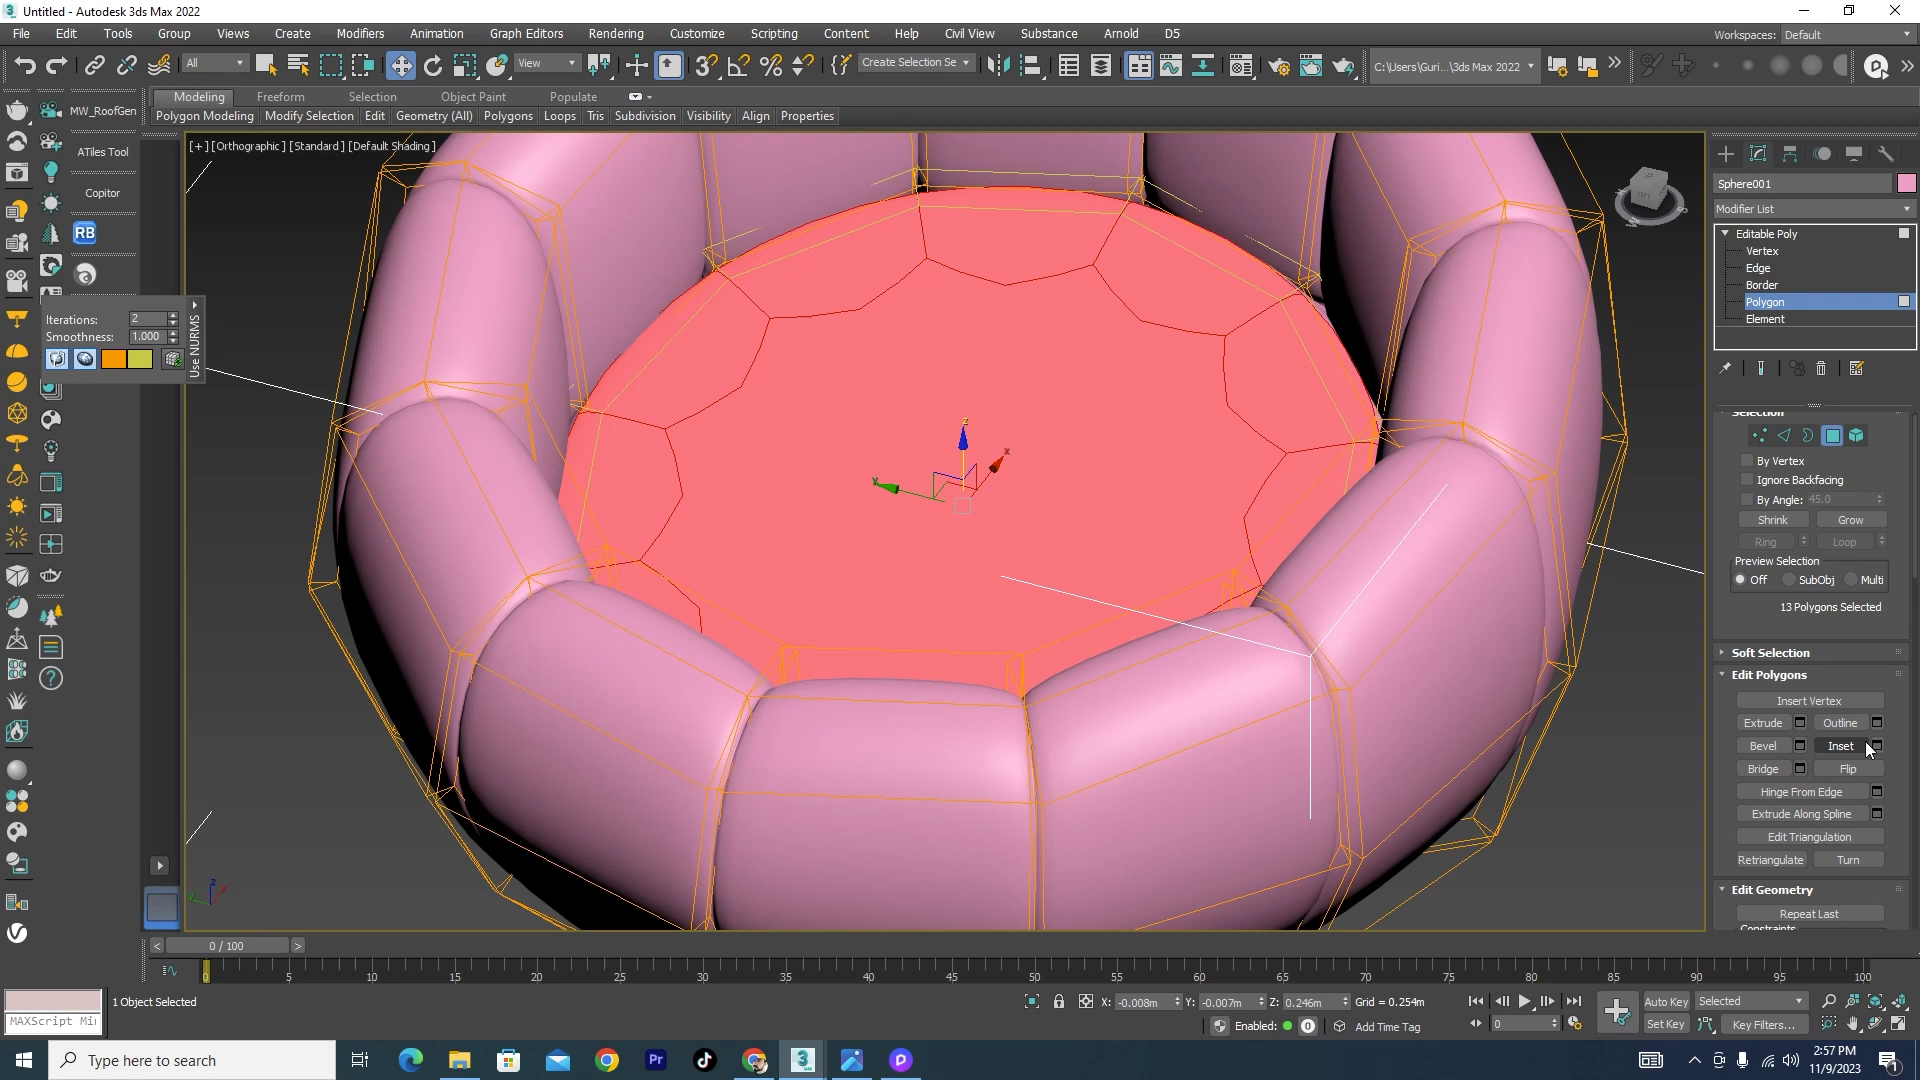 Untitled - Autodesk 3ds Max 2022
File Edit Tools Group Views Create Modifiers Animation Graph Editors Rendering Customize Scripting Content Help Civil View Substance Arnold D5
Workspaces: Default
All View Create Selection Se C:\Users\Guri...\3ds Max 2022
Modeling Freeform Selection Object Paint Populate
MW_RoofGen
Polygon Modeling Modify Selection Edit Geometry (All) Polygons Loops Tris Subdivision Visibility Align Properties
[+] [Orthographic] [Standard] [Default Shading]
ATiles Tool
Copitor
RB
Iterations: 2
Smoothness: 1.000
Use NURMS
Sphere001
Modifier List
Editable Poly
Vertex
Edge
Border
Polygon
Element
Selection
By Vertex
Ignore Backfacing
By Angle: 45.0
Shrink Grow
Ring Loop
Preview Selection
Off SubObj Multi
13 Polygons Selected
Soft Selection
Edit Polygons
Insert Vertex
Extrude Outline
Bevel Inset
Bridge Flip
Hinge From Edge
Extrude Along Spline
Edit Triangulation
Retriangulate Turn
Edit Geometry
Repeat Last
Constraints
z
x
y
< 0 / 100 >
0 5 10 15 20 25 30 35 40 45 50 55 60 65 70 75 80 85 90 95 100
1 Object Selected
X: -0.008m Y: -0.007m Z: 0.246m Grid = 0.254m
Auto Key Selected
MAXScript Mi
Enabled: 0 Add Time Tag
0
Set Key Key Filters...
Type here to search
Pr
3
2:57 PM
11/9/2023
1